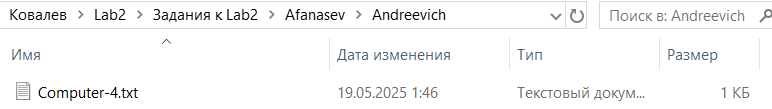 Ковалев > Lab2 > Задания к Lab2 > Afanasev > Andreevich Поиск в: Andreevich
Имя Дата изменения Тип Размер
Computer-4.txt 19.05.2025 1:46 Текстовый докум... 1 КБ